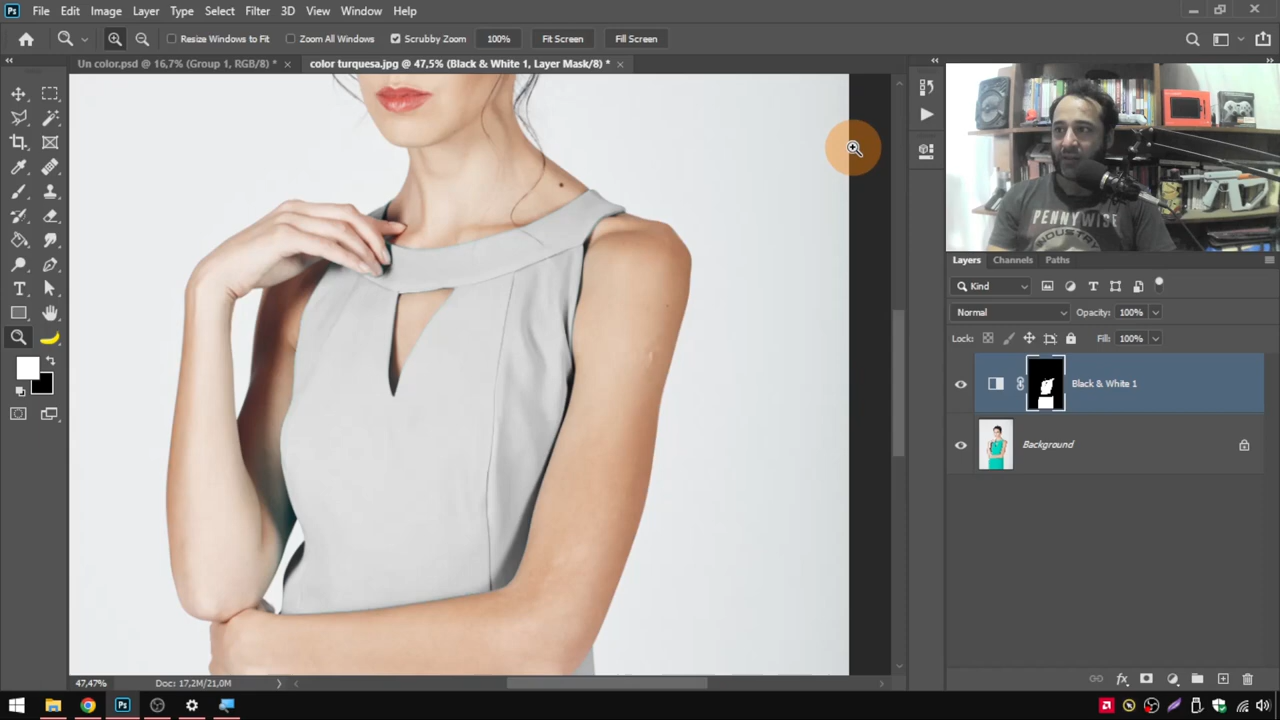 Ps File Edit Image Layer Type Select Filter 3D View Window Help
Resize Windows to Fit Zoom All Windows Scrubby Zoom 100% Fit Screen Fill Screen
Un color.psd @ 16,7% (Group 1, RGB/8) * × color turquesa.jpg @ 47,5% (Black & White 1, Layer Mask/8) * ×
PENNYWISE
INDUSTRY
Layers Channels Paths
Kind
Normal Opacity: 100%
Lock: Fill: 100%
Black & White 1
Background
47,47% Doc: 17,2M/21,0M
Ps